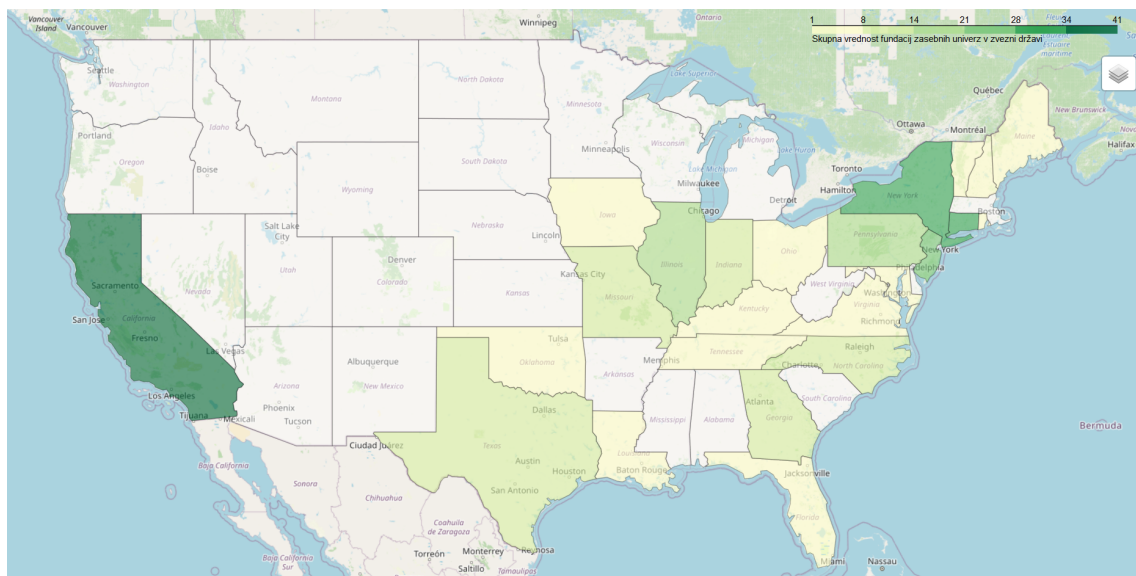 1 8 14 21 28 34 41
Skupna vrednost fundacij zasebnih univerz v zvezni državi
Vancouver
Island
Vancouver
Winnipeg
Ontario
Estuaire
maritime
Seattle
Washington
Montana
North Dakota
Minnesota
Lake Superior
Québec
New Brunswick
Ottawa
Montréal
Maine
Halifax
Portland
Oregon
Idaho
Boise
South Dakota
Minneapolis
Wisconsin
Michigan
Lake Michigan
Lake Huron
Toronto
Hamilton
Wyoming
Milwaukee
Detroit
New York
Boston
Chicago
Iowa
Nebraska
Lincoln
Salt Lake
City
Nevada
Utah
Denver
Colorado
Kansas
Kansas City
Missouri
Illinois
Indiana
Ohio
Pennsylvania
New York
Philadelphia
Sacramento
San Jose
California
Fresno
West Virginia
Washington
Virginia
Richmond
Kentucky
Las Vegas
Tulsa
Oklahoma
Albuquerque
New Mexico
Arizona
Phoenix
Tucson
Arkansas
Memphis
Tennessee
Charlotte
Raleigh
North Carolina
South Carolina
Los Angeles
Tijuana
Mexicali
Dallas
Texas
Mississippi
Alabama
Atlanta
Georgia
Bermuda
Ciudad Juárez
Austin
Houston
San Antonio
Louisiana
Baton Rouge
Jacksonville
Florida
Baja California
Sonora
Chihuahua
Coahuila
de Zaragoza
Baja California
Sur
Torreón
Monterrey
Saltillo
Reynosa
Tamaulipas
Miami
Nassau